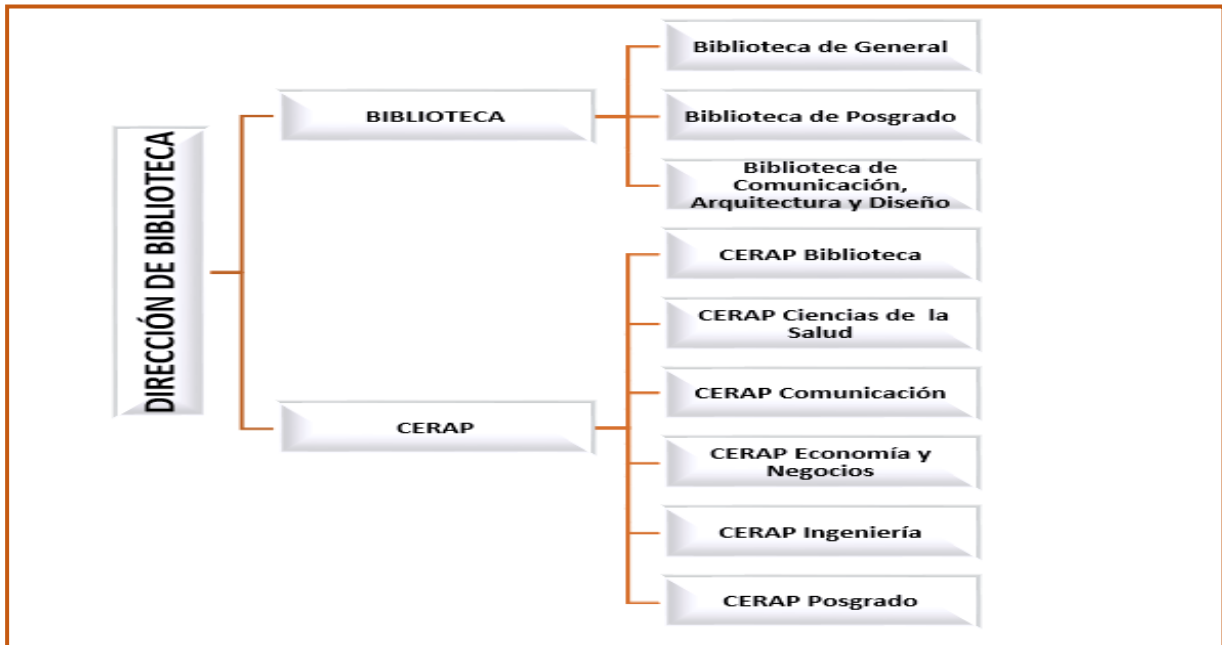 DIRECCIÓN DE BIBLIOTECA
BIBLIOTECA
Biblioteca de General
Biblioteca de Posgrado
Biblioteca de
Comunicación,
Arquitectura y Diseño
CERAP
CERAP Biblioteca
CERAP Ciencias de  la
Salud
CERAP Comunicación
CERAP Economía y
Negocios
CERAP Ingeniería
CERAP Posgrado